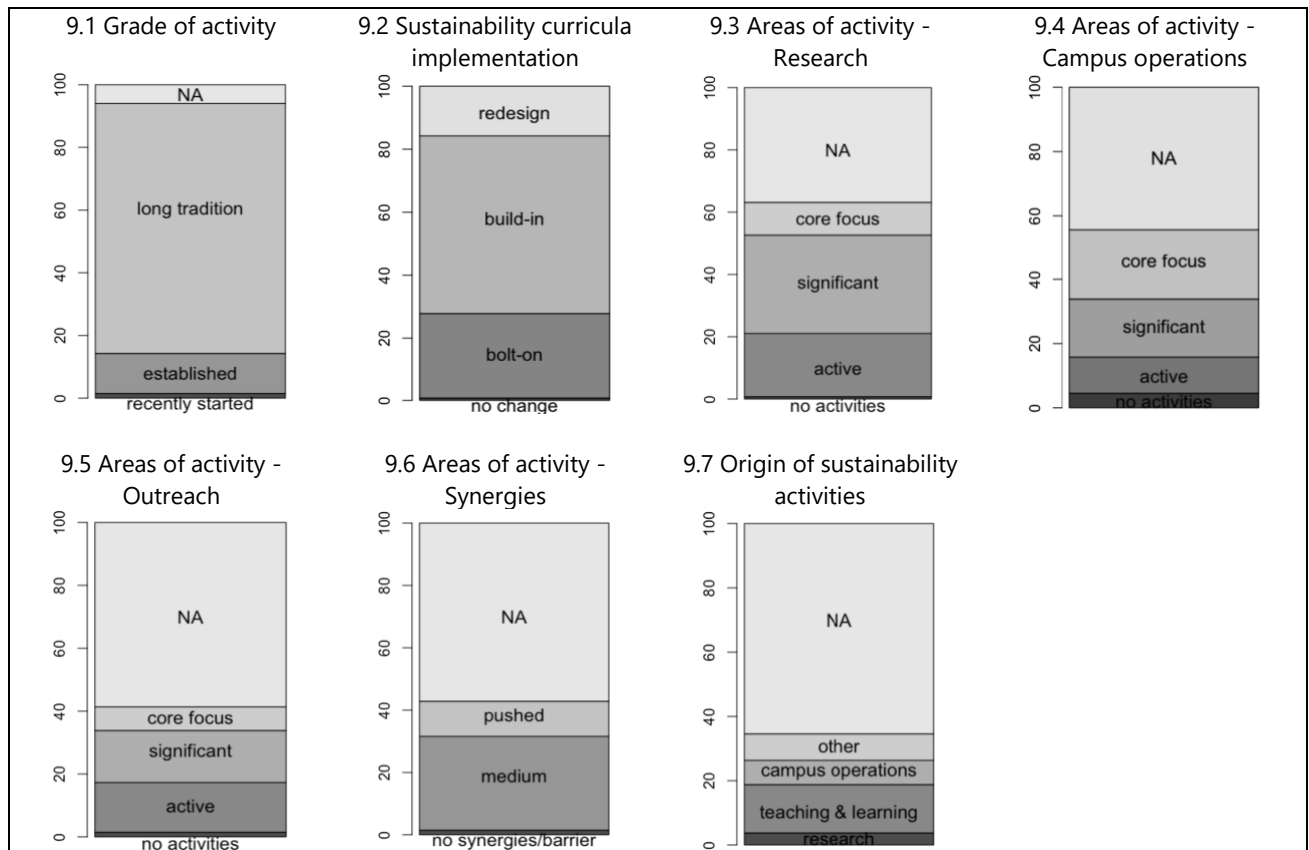 9.1 Grade of activity
100
80
60
40
20
0
NA
long tradition
established
recently started
9.2 Sustainability curricula
implementation
100
80
60
40
20
0
redesign
build-in
bolt-on
no change
9.3 Areas of activity -
Research
100
80
60
40
20
0
NA
core focus
significant
active
no activities
9.4 Areas of activity -
Campus operations
100
80
60
40
20
0
NA
core focus
significant
active
no activities
9.5 Areas of activity -
Outreach
100
80
60
40
20
0
NA
core focus
significant
active
no activities
9.6 Areas of activity -
Synergies
100
80
60
40
20
0
NA
pushed
medium
no synergies/barrier
9.7 Origin of sustainability
activities
100
80
60
40
20
0
NA
other
campus operations
teaching & learning
research